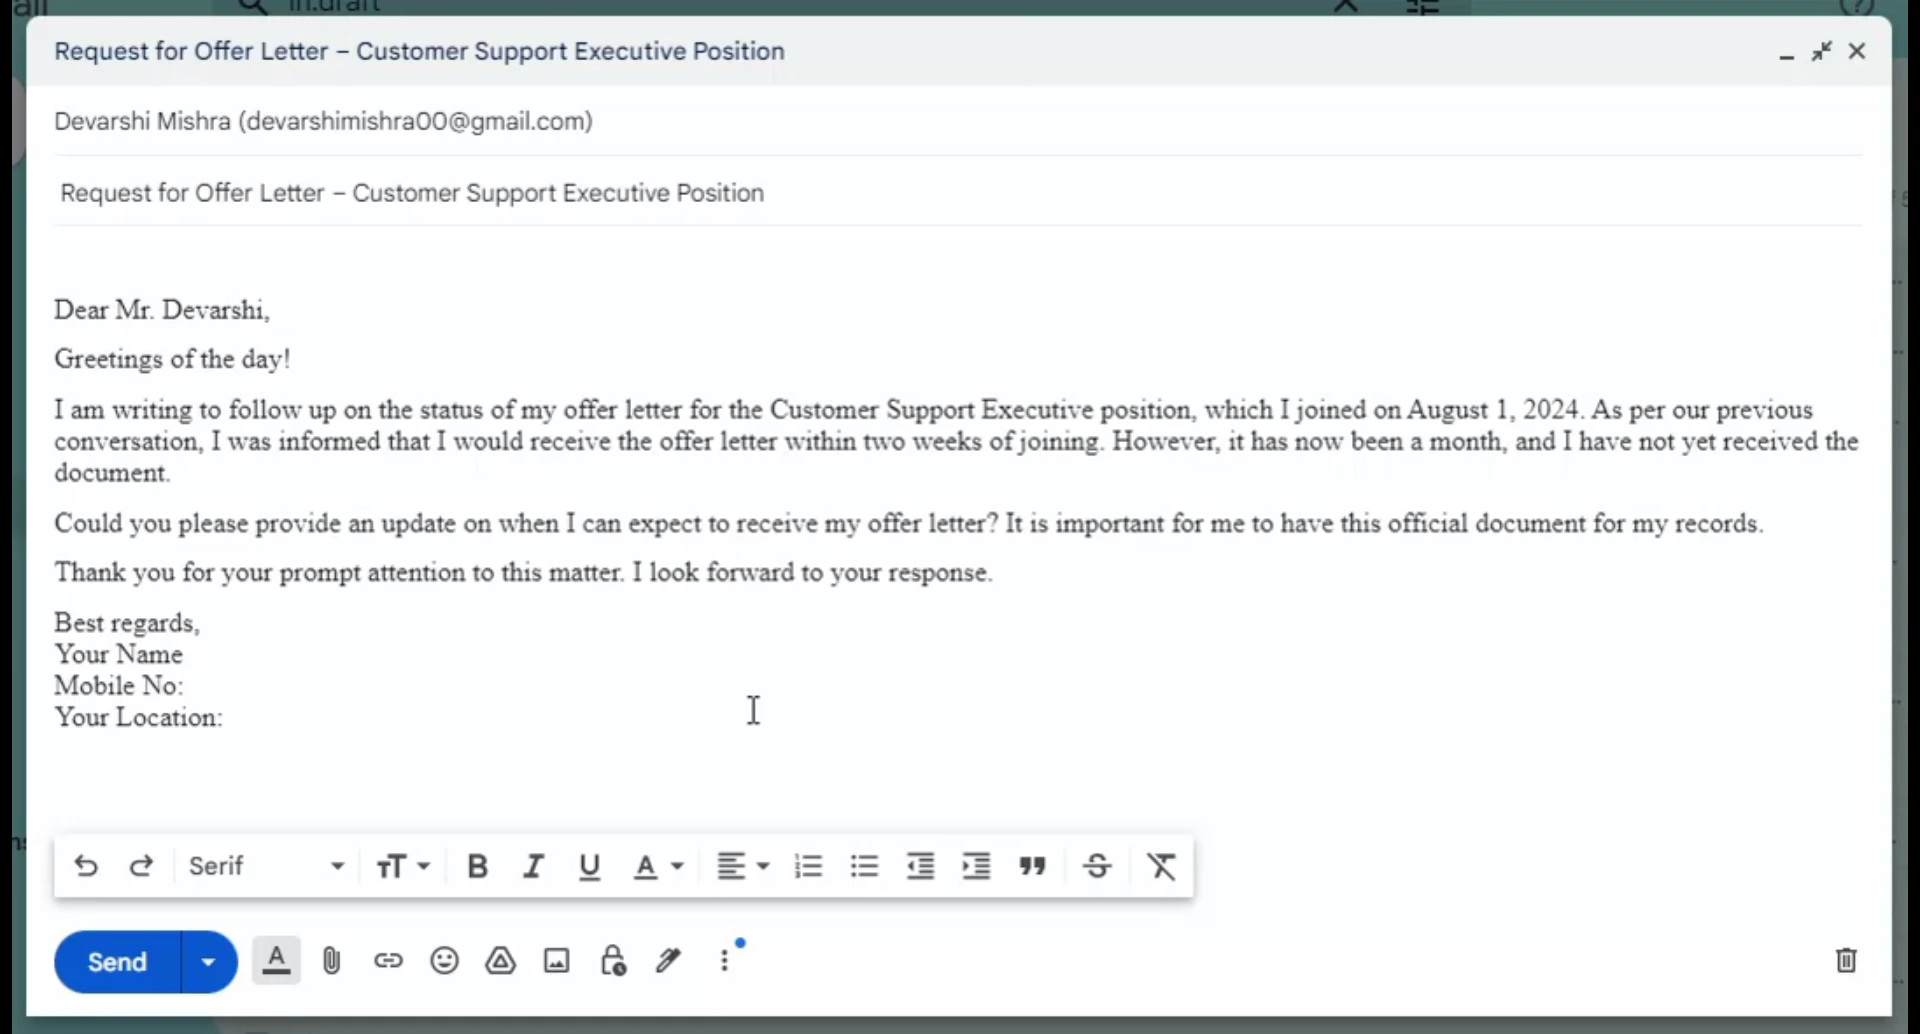 in:draft
Request for Offer Letter – Customer Support Executive Position
Devarshi Mishra (devarshimishra00@gmail.com)
Request for Offer Letter – Customer Support Executive Position
Dear Mr. Devarshi,
Greetings of the day!
I am writing to follow up on the status of my offer letter for the Customer Support Executive position, which I joined on August 1, 2024. As per our previous
conversation, I was informed that I would receive the offer letter within two weeks of joining. However, it has now been a month, and I have not yet received the
document.
Could you please provide an update on when I can expect to receive my offer letter? It is important for me to have this official document for my records.
Thank you for your prompt attention to this matter. I look forward to your response.
Best regards,
Your Name
Mobile No:
Your Location:
Serif
Send